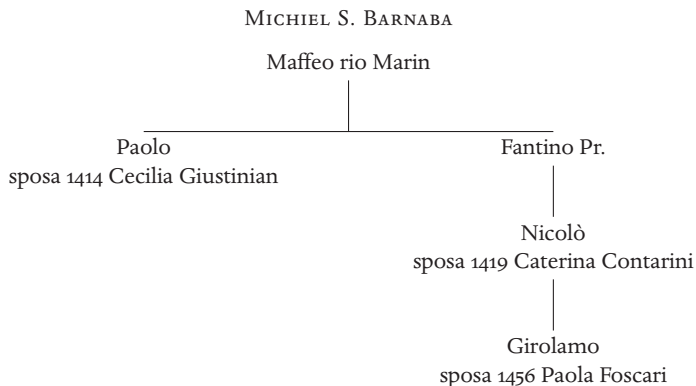 MICHIEL S. BARNABA
Maffeo rio Marin
Paolo
sposa 1414 Cecilia Giustinian
Fantino Pr.
Nicolò
sposa 1419 Caterina Contarini
Girolamo
sposa 1456 Paola Foscari